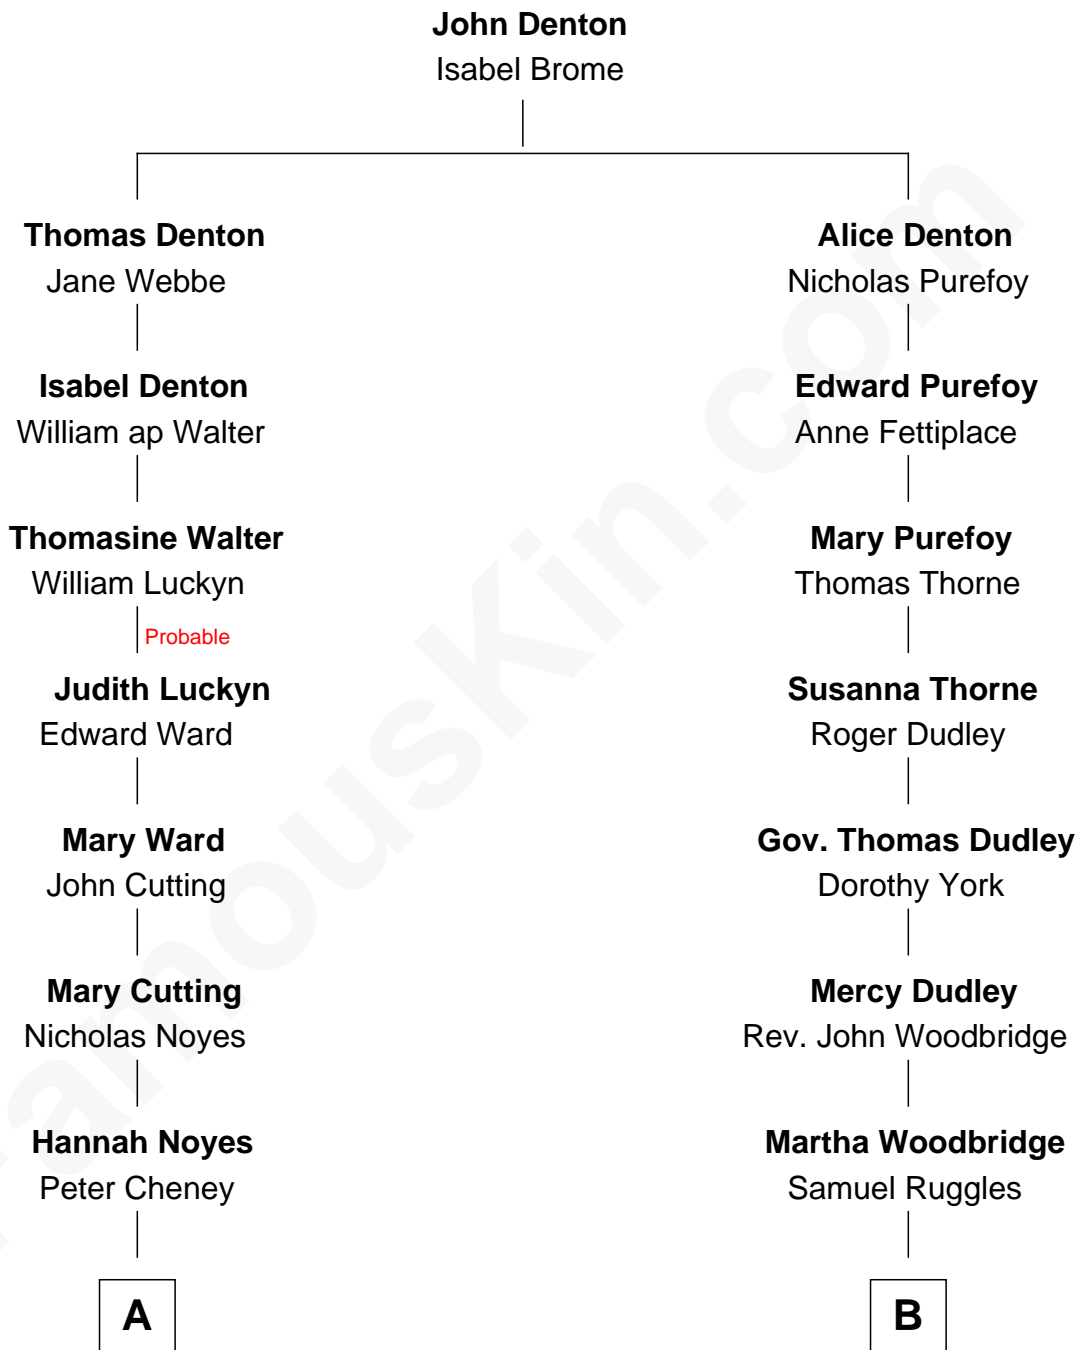 John Denton
Isabel Brome
Thomas Denton
Jane Webbe
Alice Denton
Nicholas Purefoy
Isabel Denton
William ap Walter
Edward Purefoy
Anne Fettiplace
Thomasine Walter
William Luckyn
Mary Purefoy
Thomas Thorne
Probable
Judith Luckyn
Edward Ward
Susanna Thorne
Roger Dudley
Mary Ward
John Cutting
Gov. Thomas Dudley
Dorothy York
Mary Cutting
Nicholas Noyes
Mercy Dudley
Rev. John Woodbridge
Hannah Noyes
Peter Cheney
Martha Woodbridge
Samuel Ruggles
A
B
FamousKin.com